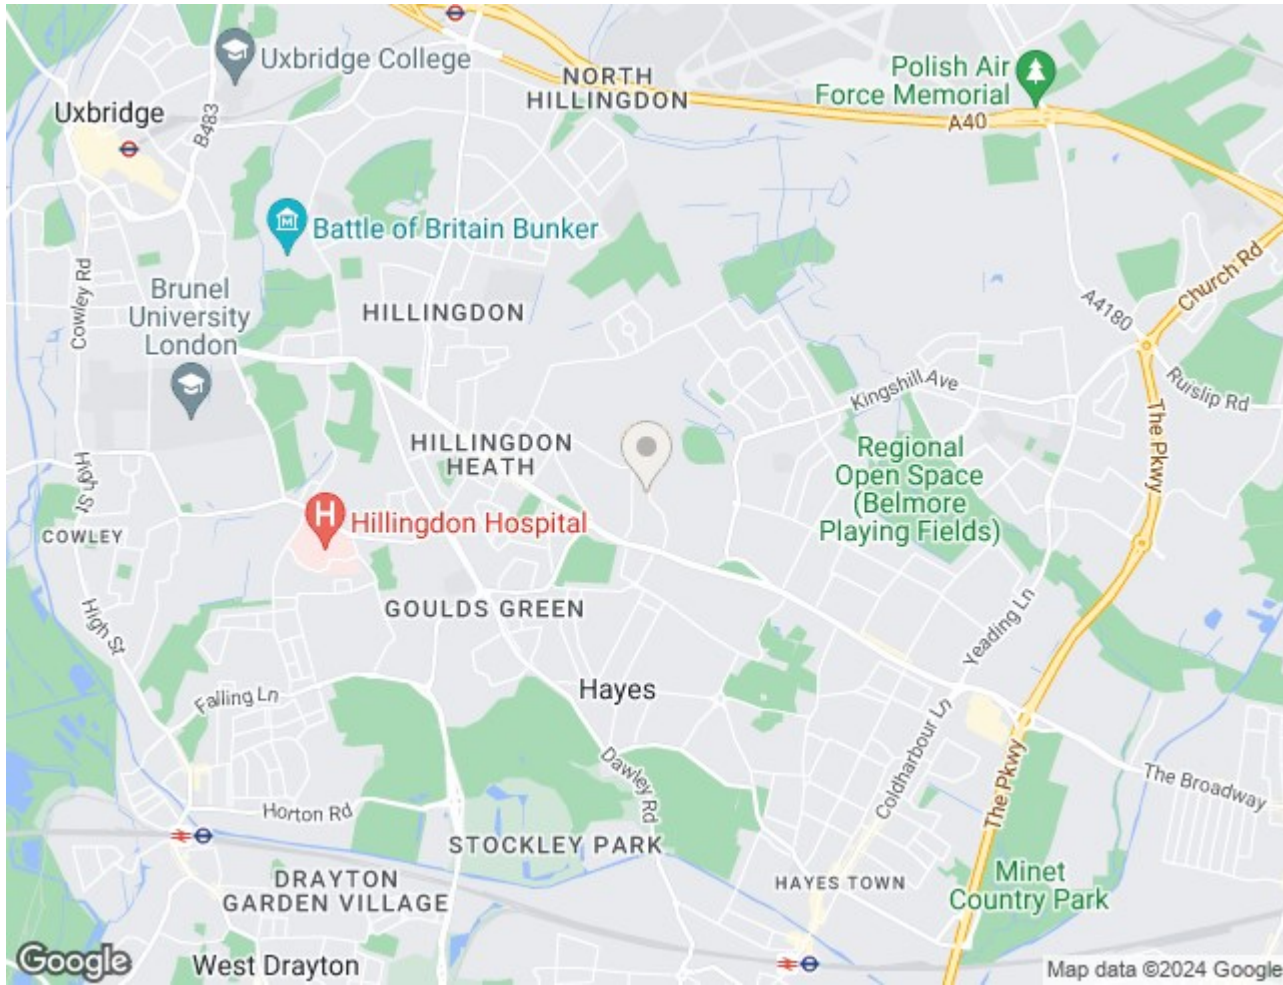 Uxbridge College
NORTH
HILLINGDON
Polish Air
Force Memorial
A40
Uxbridge
B483
Battle of Britain Bunker
Church Rd
Cowley Rd
Brunel
University
London
HILLINGDON
A4180
Ruislip Rd
Kingshill Ave
The Pkwy
HILLINGDON
HEATH
Regional
Open Space
(Belmore
Playing Fields)
High St
H
Hillingdon Hospital
COWLEY
GOULDS GREEN
High St
Yeading Ln
Falling Ln
Hayes
Coldharbour Ln
Dawley Rd
The Pkwy
The Broadway
Horton Rd
STOCKLEY PARK
DRAYTON
GARDEN VILLAGE
HAYES TOWN
Minet
Country Park
Google
West Drayton
Map data ©2024 Google